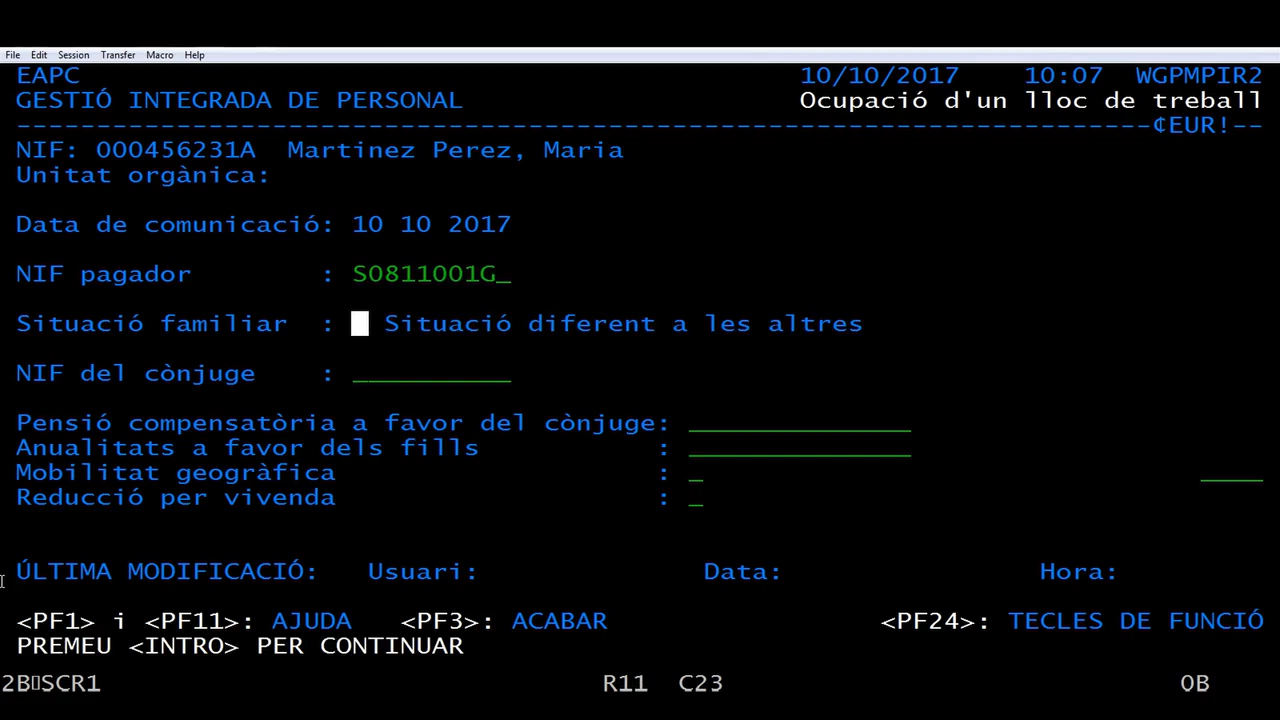 File Edit Session Transfer Macro Help
EAPC 10/10/2017 10:07 WGPMPIR2
GESTIÓ INTEGRADA DE PERSONAL Ocupació d'un lloc de treball
-----------------------------------------------------------------------¢EUR!--
NIF: 000456231A Martinez Perez, Maria
Unitat orgànica:
Data de comunicació: 10 10 2017
NIF pagador : S0811001G_
Situació familiar : Situació diferent a les altres
NIF del cònjuge : __________
Pensió compensatòria a favor del cònjuge: ______________
Anualitats a favor dels fills : ______________
Mobilitat geogràfica : _ ____
Reducció per vivenda : _
ÚLTIMA MODIFICACIÓ: Usuari: Data: Hora:
<PF1> i <PF11>: AJUDA <PF3>: ACABAR <PF24>: TECLES DE FUNCIÓ
PREMEU <INTRO> PER CONTINUAR
2B▯SCR1 R11 C23 0B